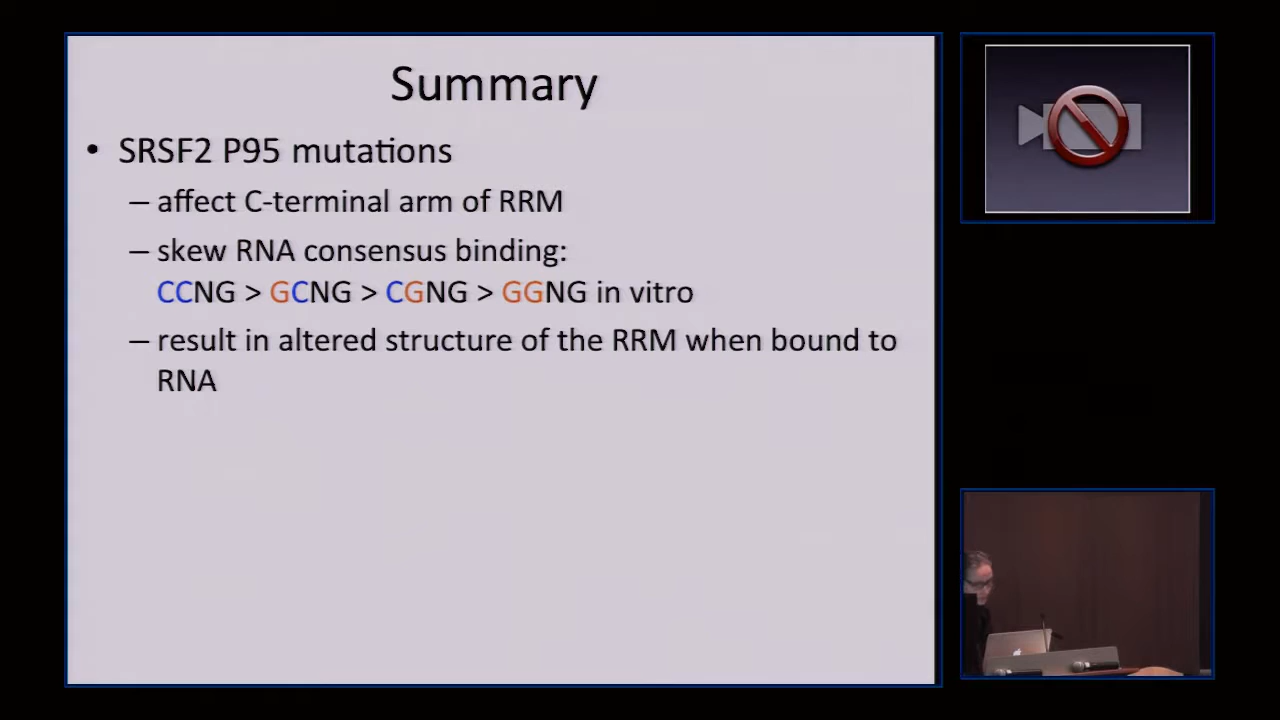 Summary
• SRSF2 P95 mutations
– affect C-terminal arm of RRM
– skew RNA consensus binding:
CCNG > GCNG > CGNG > GGNG in vitro
– result in altered structure of the RRM when bound to
RNA